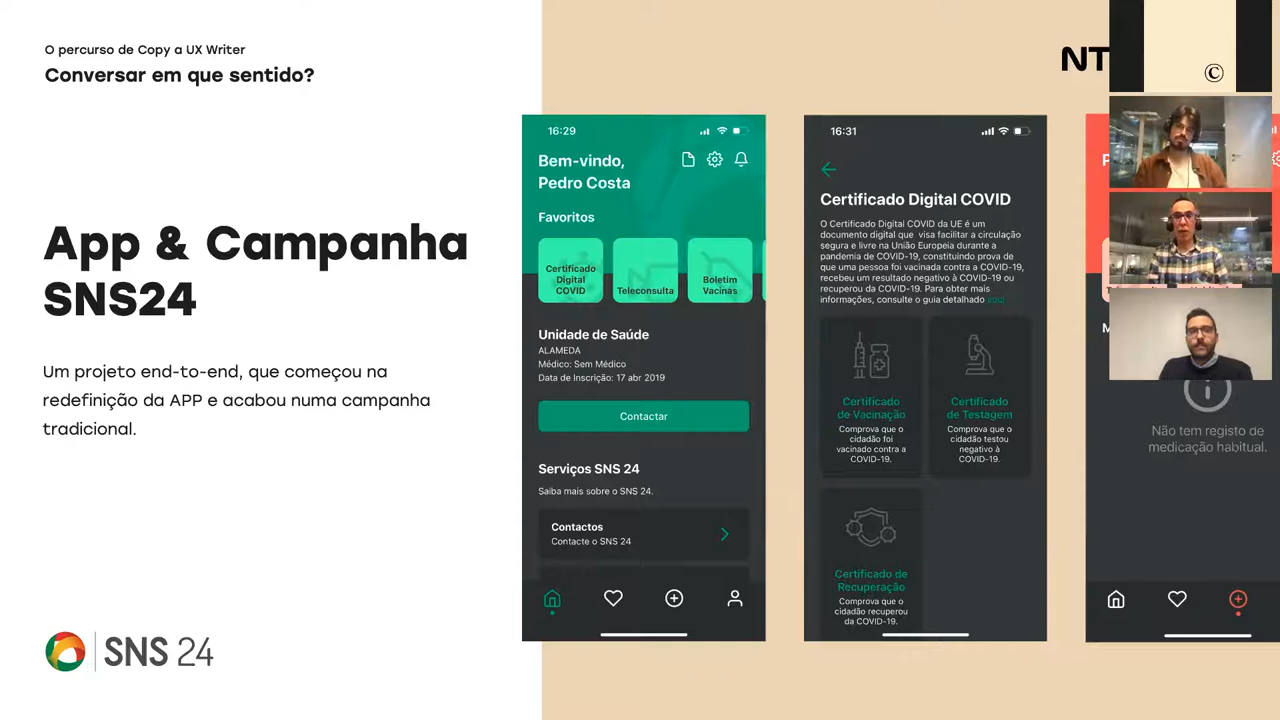 O percurso de Copy a UX Writer
Conversar em que sentido?
App & Campanha
SNS24
Um projeto end-to-end, que começou na
redefinição da APP e acabou numa campanha
tradicional.
SNS 24
16:29
Bem-vindo,
Pedro Costa
Favoritos
Certificado
Digital
COVID
Teleconsulta
Boletim
Vacinas
Unidade de Saúde
ALAMEDA
Médico: Sem Médico
Data de Inscrição: 17 abr 2019
Contactar
Serviços SNS 24
Saiba mais sobre o SNS 24.
Contactos
Contacte o SNS 24
16:31
Certificado Digital COVID
O Certificado Digital COVID da UE é um
documento digital que visa facilitar a circulação
segura e livre na União Europeia durante a
pandemia de COVID-19, constituindo prova de
que uma pessoa foi vacinada contra a COVID-19,
recebeu um resultado negativo à COVID-19 ou
recuperou da COVID-19. Para obter mais
informações, consulte o guia detalhado aqui
Certificado
de Vacinação
Comprova que o
cidadão foi
vacinado contra a
COVID-19.
Certificado
de Testagem
Comprova que o
cidadão testou
negativo à
COVID-19.
Certificado de
Recuperação
Comprova que o
cidadão recuperou
da COVID-19.
NT
©
Não tem registo de
medicação habitual.